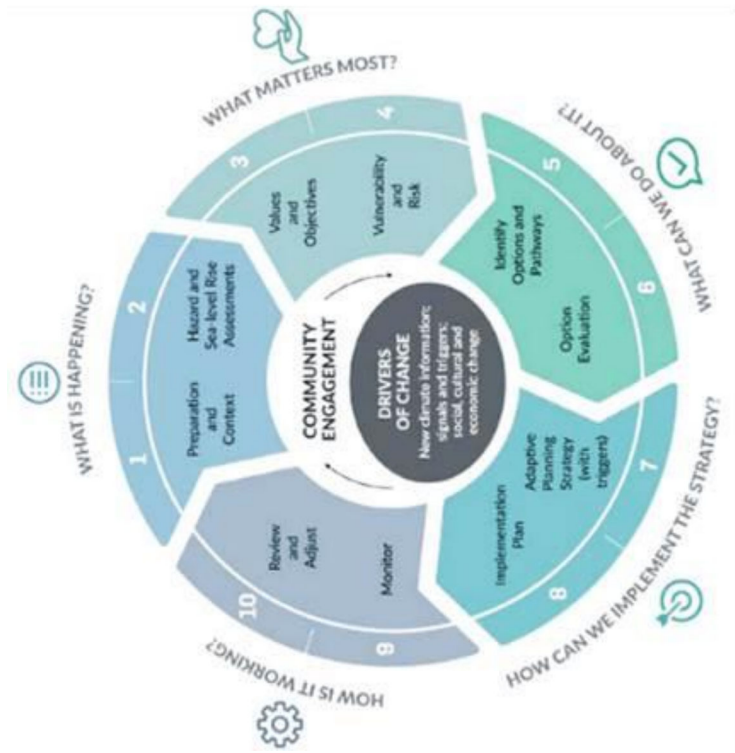 WHAT IS HAPPENING?
1
Preparation
and
Context
2
Hazard and
Sea-level Rise
Assessments
WHAT MATTERS MOST?
3
Values
and
Objectives
4
Vulnerability
and
Risk
WHAT CAN WE DO ABOUT IT?
5
Identify
Options and
Pathways
6
Option
Evaluation
HOW CAN WE IMPLEMENT THE STRATEGY?
7
Adaptive
Planning
Strategy
(with
triggers)
8
Implementation
Plan
HOW IS IT WORKING?
9
Monitor
10
Review
and
Adjust
COMMUNITY
ENGAGEMENT
DRIVERS
OF CHANGE
New climate information;
signals and triggers;
social, cultural and
economic change